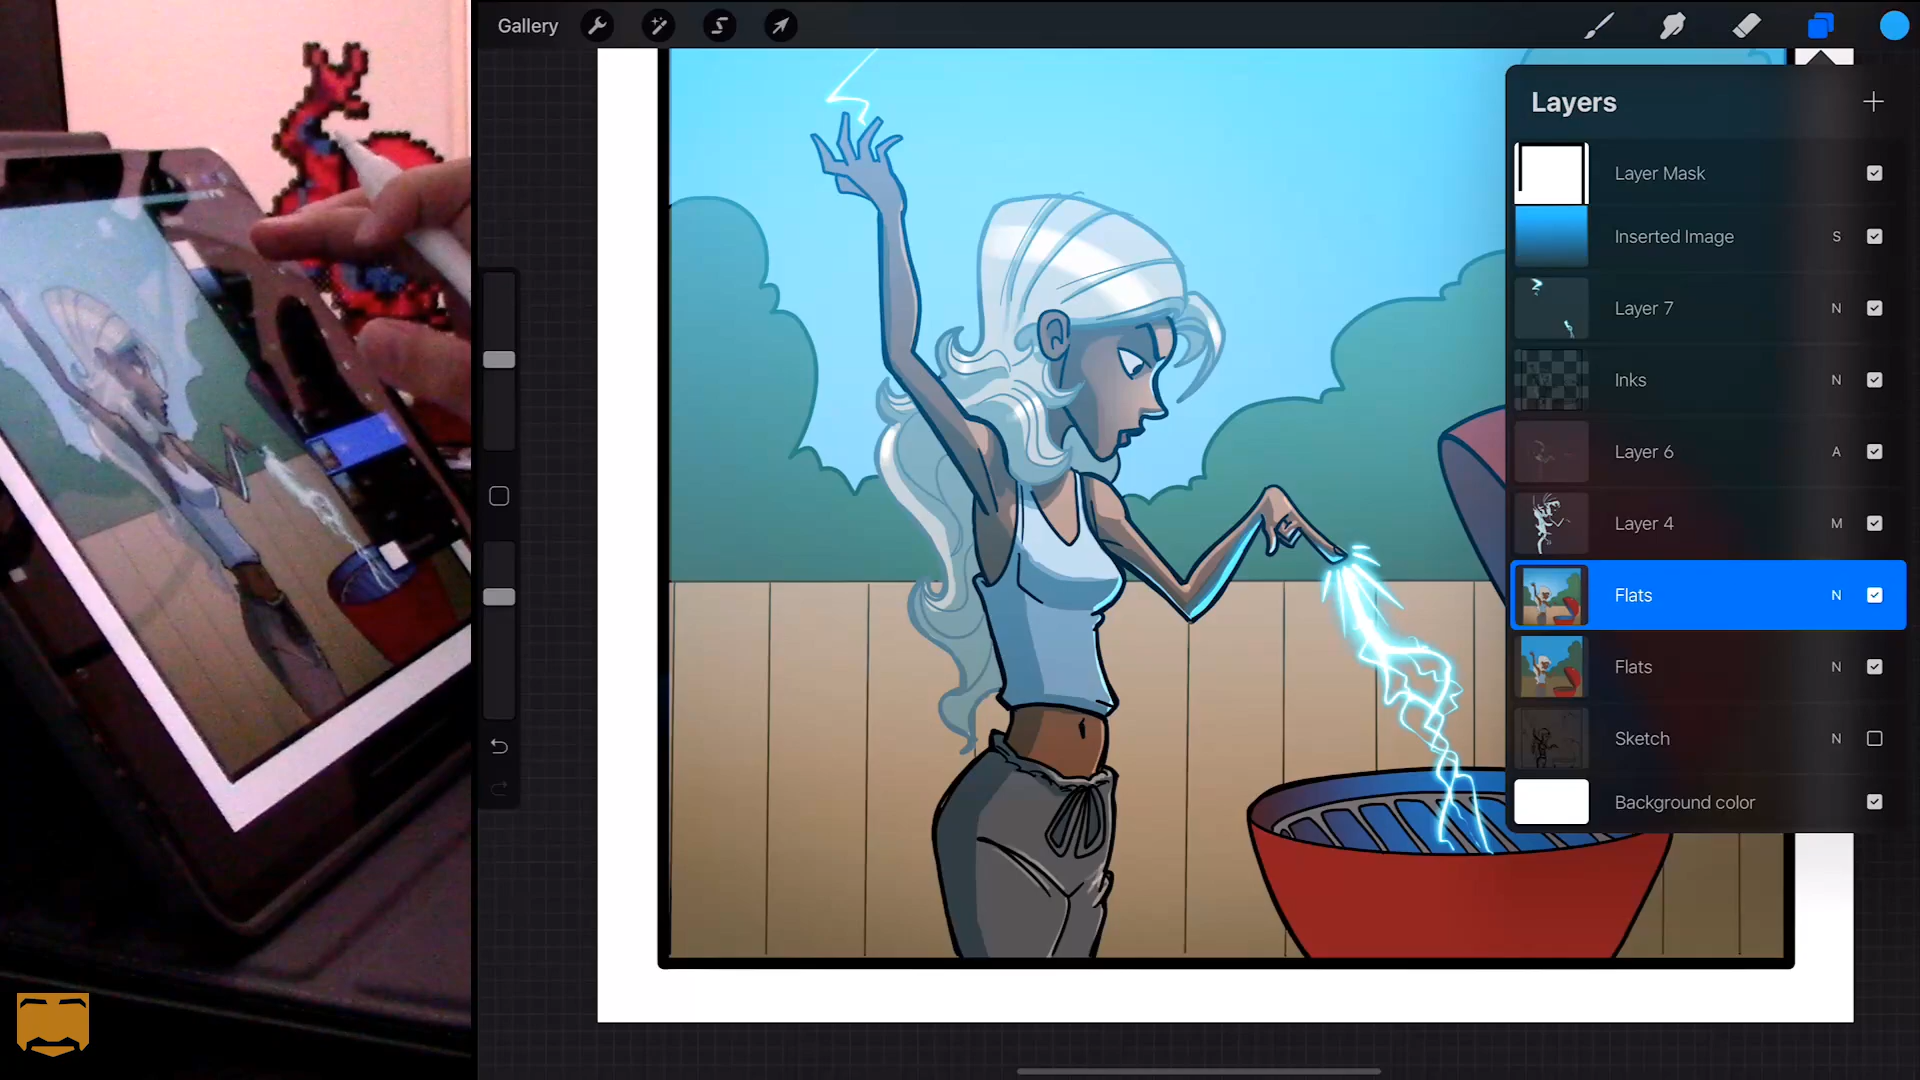 Gallery
Layers
Layer Mask
Inserted Image S
Layer 7 N
Inks N
Layer 6 A
Layer 4 M
Flats N
Flats N
Sketch N
Background color